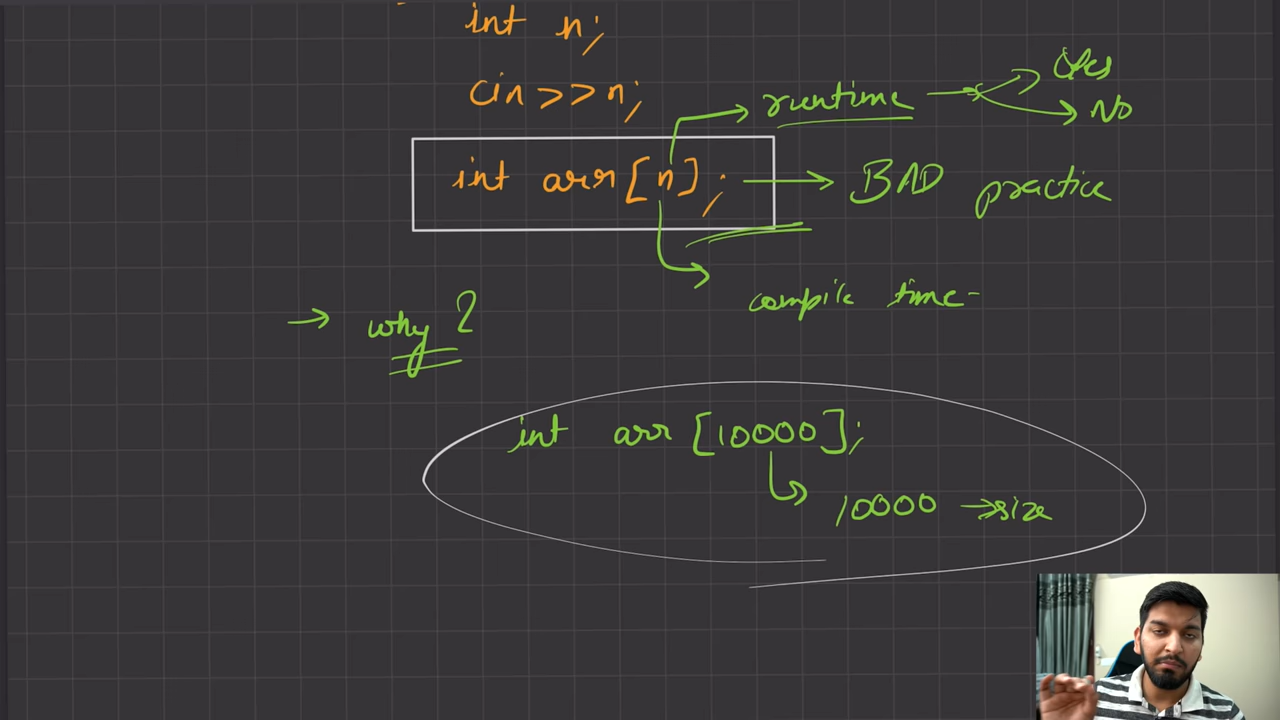 int n;
cin >> n;
Yes
runtime
No
int arr[n];
BAD practice
compile time
why ?
int arr [10000];
10000 → size